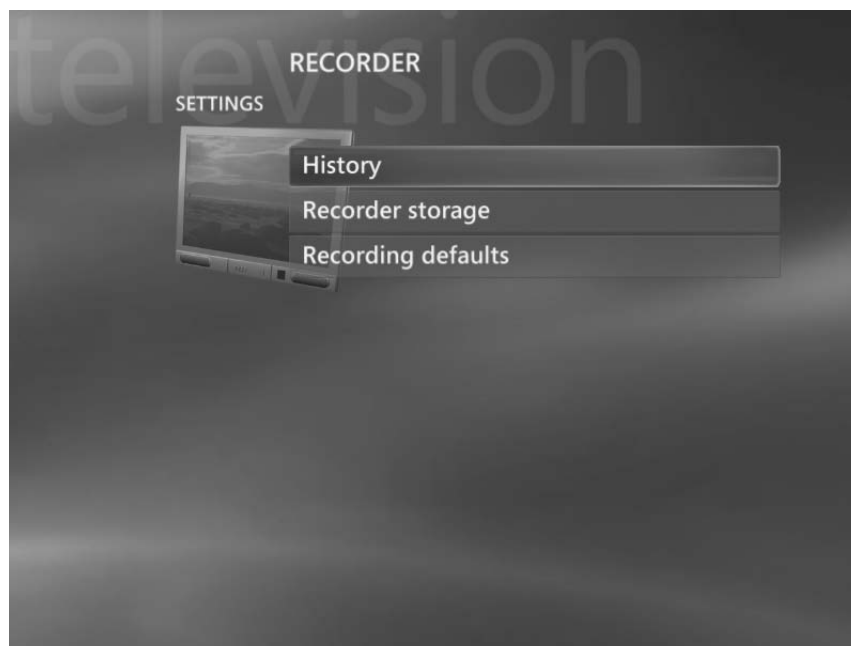 television
RECORDER
SETTINGS
History
Recorder storage
Recording defaults